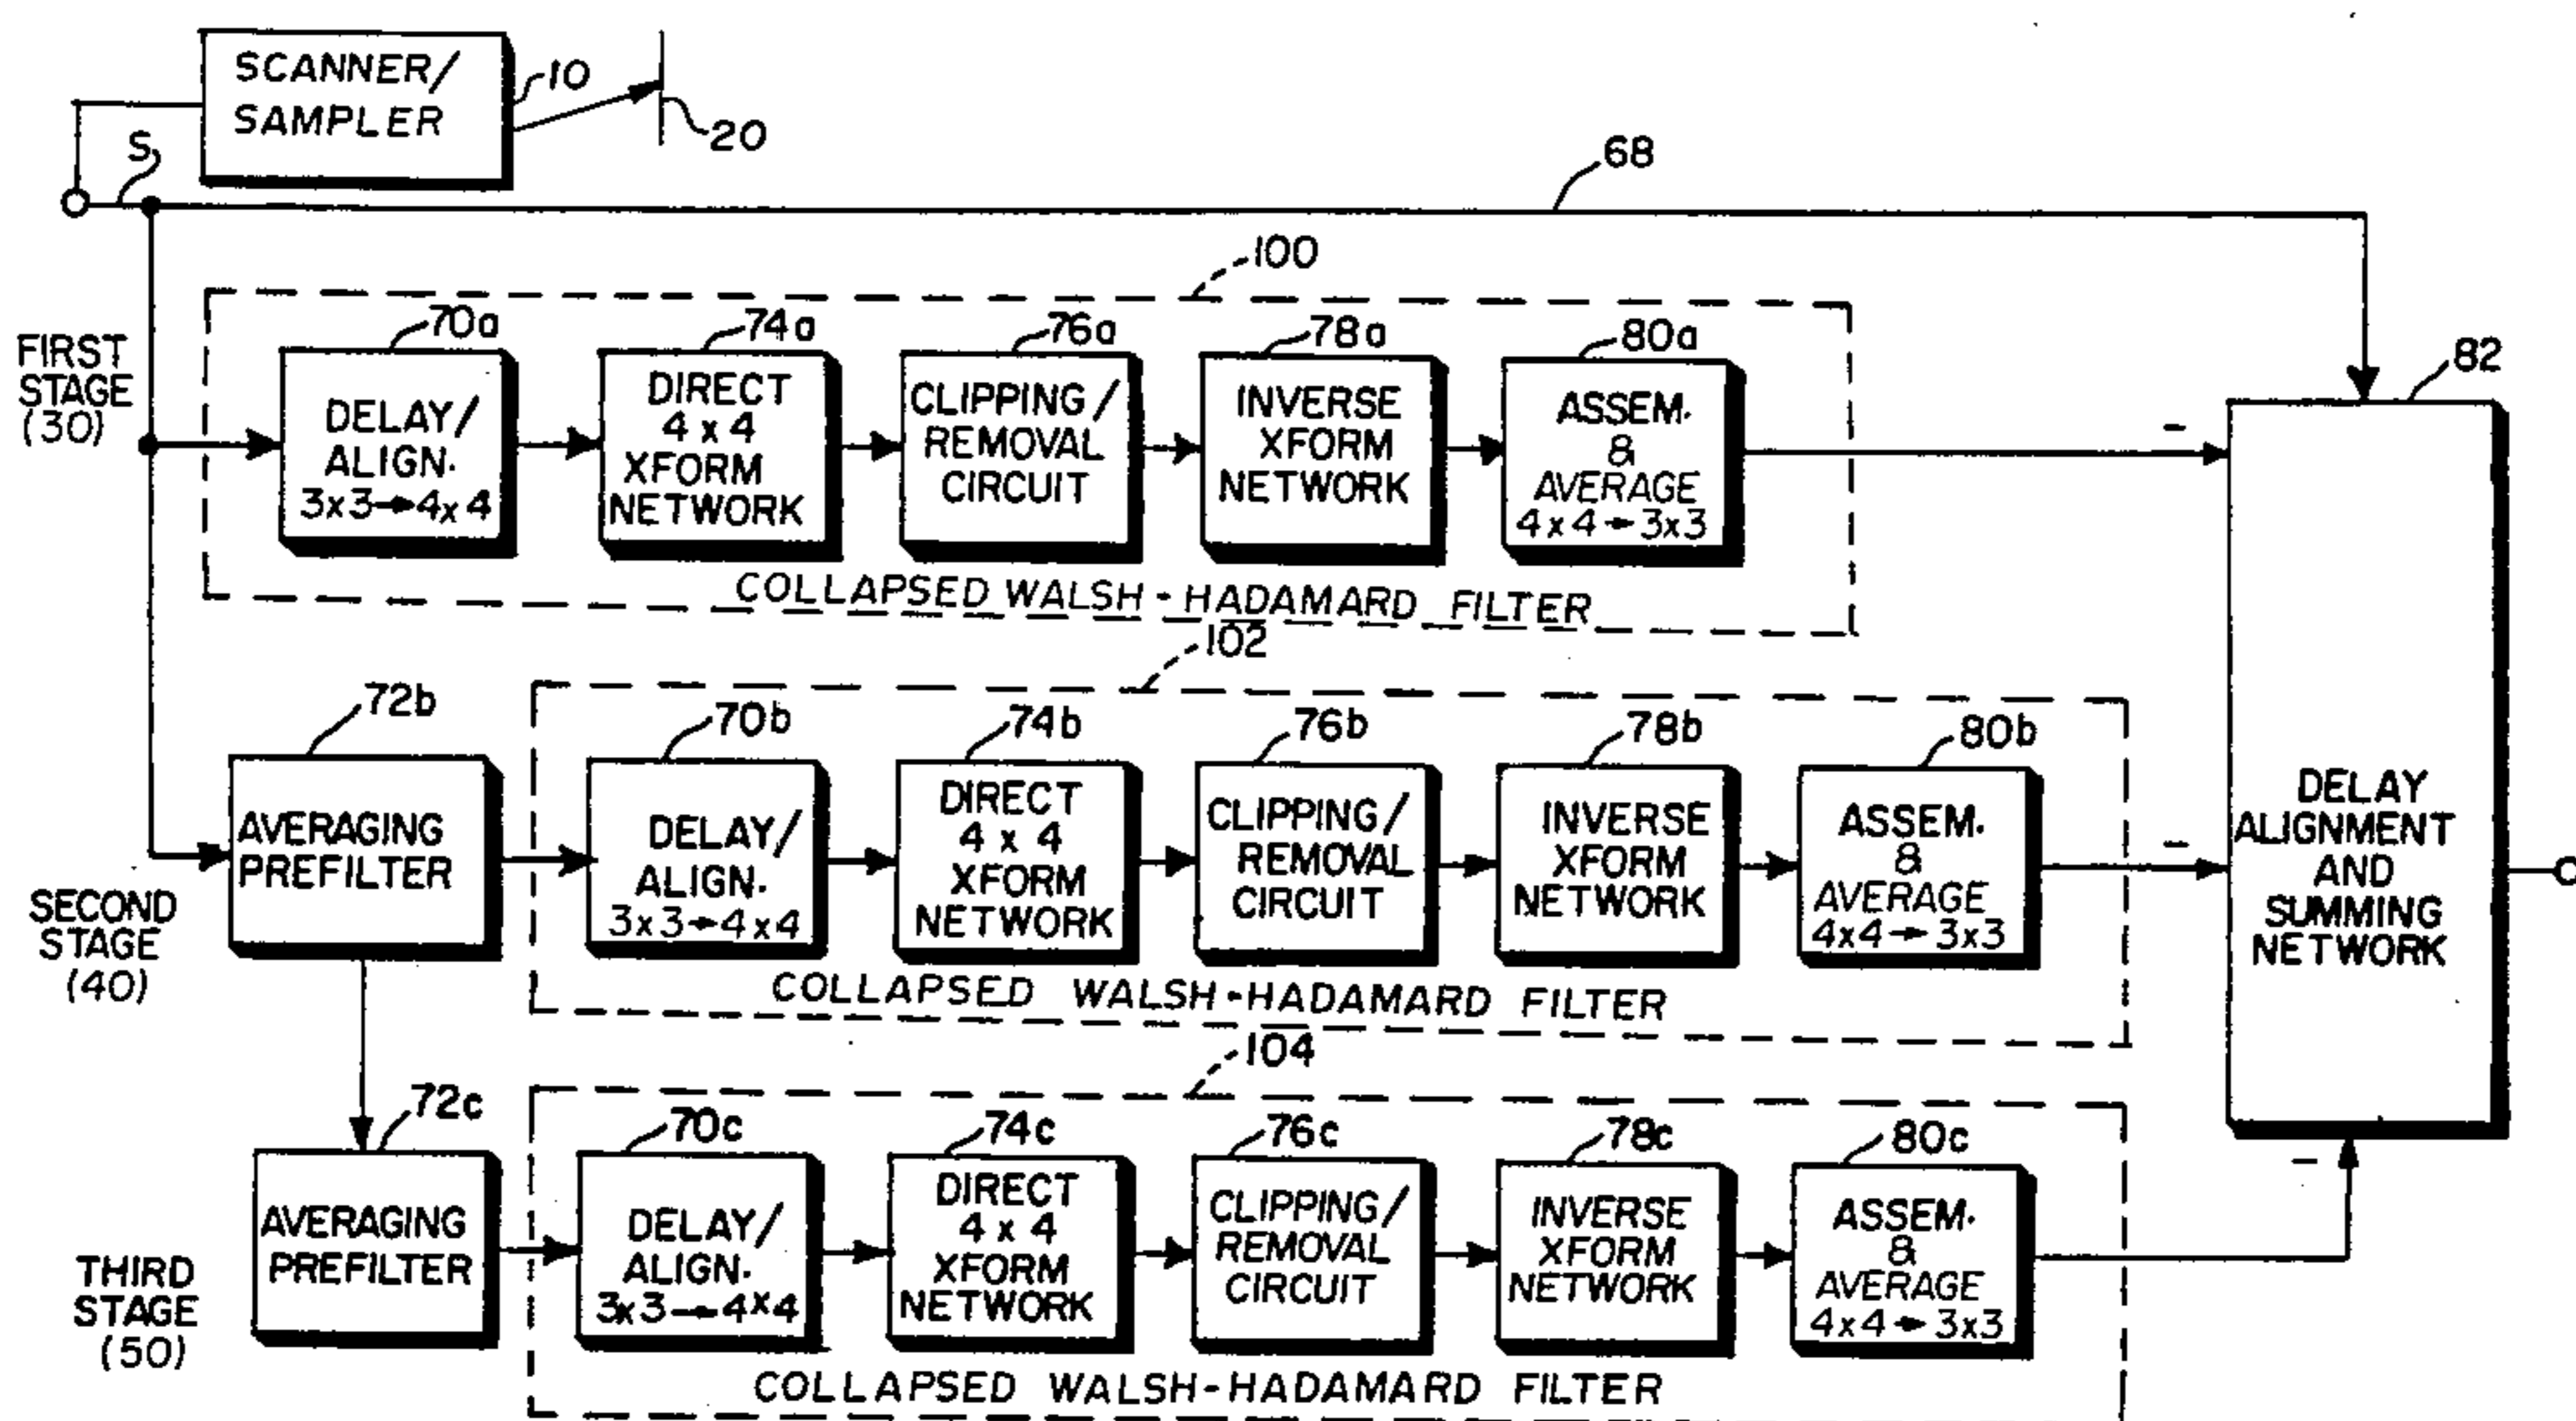 SCANNER/
SAMPLER
10
20
S
68
100
FIRST
STAGE
(30)
70a
DELAY/
ALIGN.
3x3→4x4
74a
DIRECT
4 x 4
XFORM
NETWORK
76a
CLIPPING/
REMOVAL
CIRCUIT
78a
INVERSE
XFORM
NETWORK
80a
ASSEM.
&
AVERAGE
4x4→3x3
-
82
COLLAPSED WALSH-HADAMARD FILTER
102
SECOND
STAGE
(40)
72b
AVERAGING
PREFILTER
70b
DELAY/
ALIGN.
3x3→4x4
74b
DIRECT
4 x 4
XFORM
NETWORK
76b
CLIPPING/
REMOVAL
CIRCUIT
78b
INVERSE
XFORM
NETWORK
80b
ASSEM.
&
AVERAGE
4x4→3x3
-
DELAY
ALIGNMENT
AND
SUMMING
NETWORK
COLLAPSED WALSH-HADAMARD FILTER
104
THIRD
STAGE
(50)
72c
AVERAGING
PREFILTER
70c
DELAY/
ALIGN.
3x3→4x4
74c
DIRECT
4 x 4
XFORM
NETWORK
76c
CLIPPING/
REMOVAL
CIRCUIT
78c
INVERSE
XFORM
NETWORK
80c
ASSEM.
&
AVERAGE
4x4→3x3
-
COLLAPSED WALSH-HADAMARD FILTER